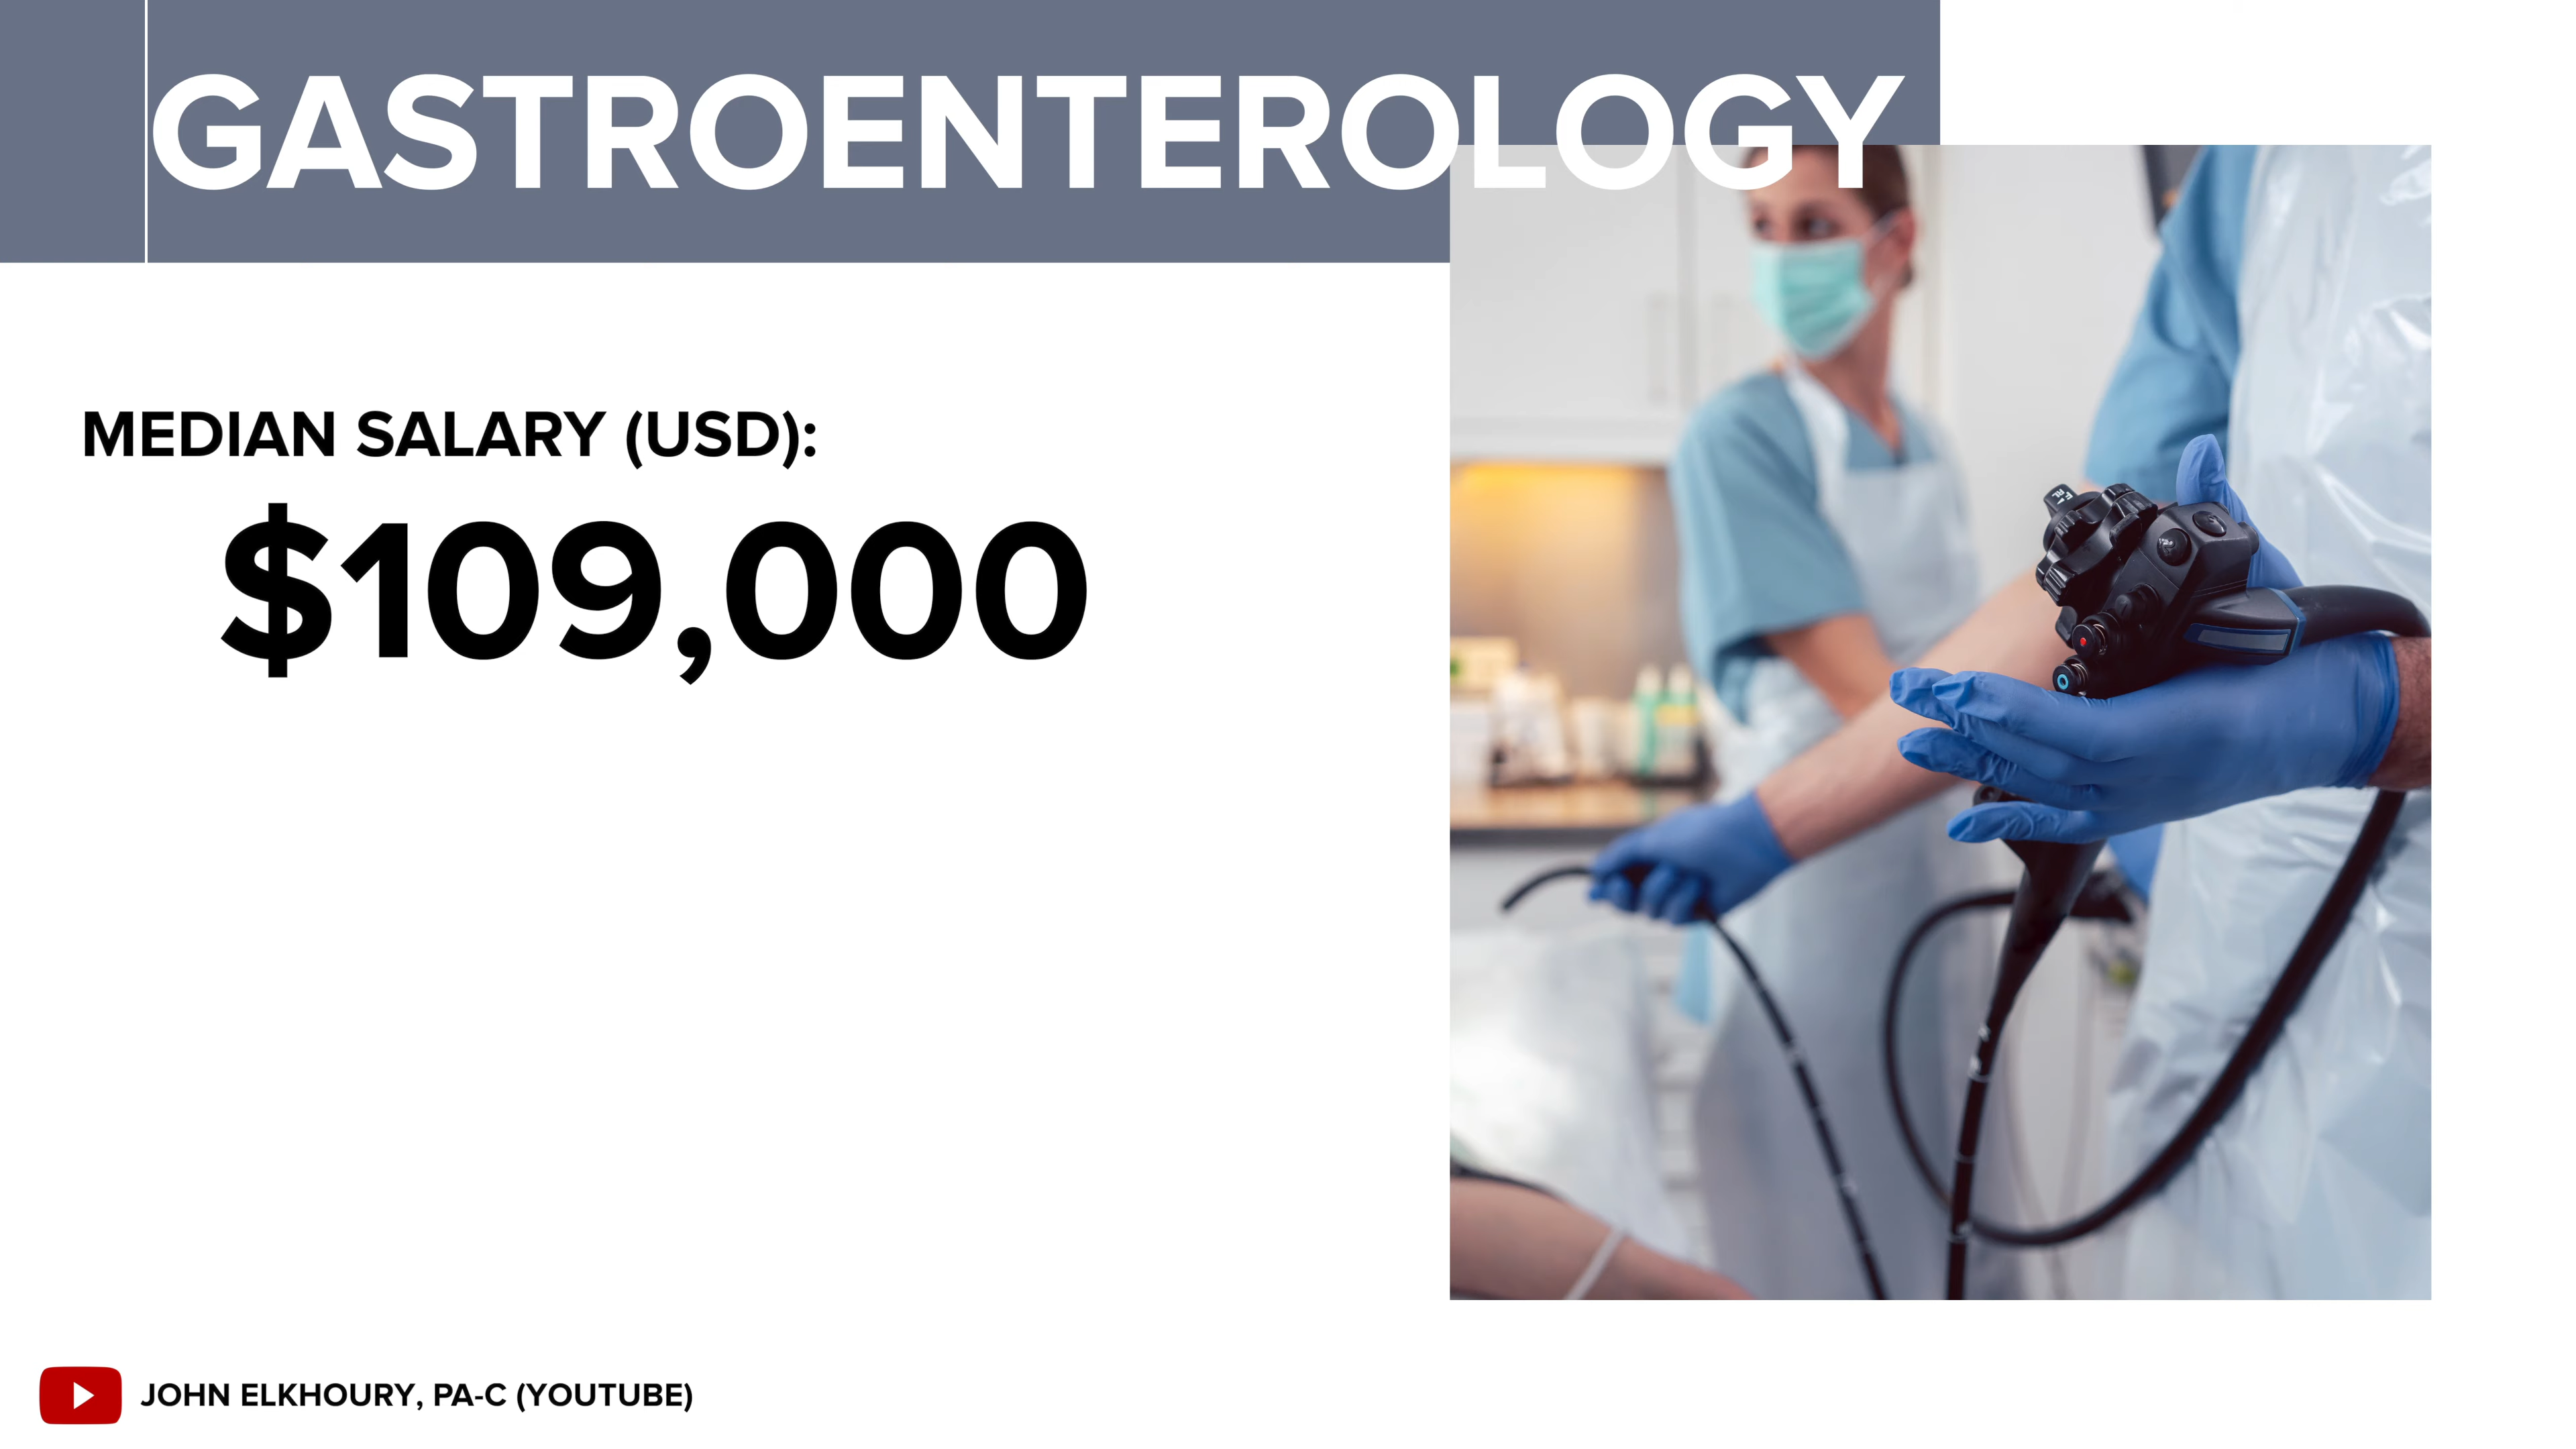 GASTROENTEROLOGY
MEDIAN SALARY (USD):
$109,000
JOHN ELKHOURY, PA-C (YOUTUBE)